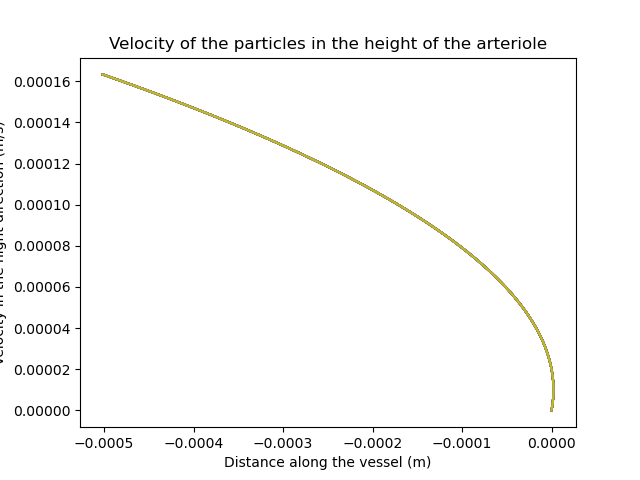 Velocity of the particles in the height of the arteriole
0.00016
0.00014
0.00012
0.00010
0.00008
0.00006
0.00004
0.00002
0.00000
in the
direction (m/s)
−0.0005 −0.0004 −0.0003 −0.0002 −0.0001 0.0000
Distance along the vessel (m)